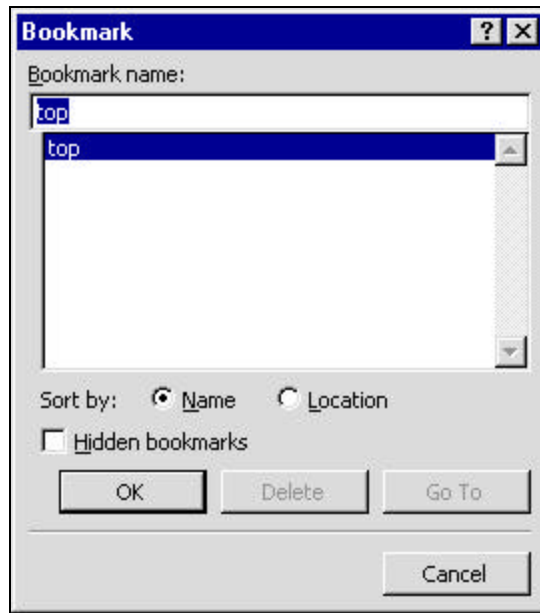 Bookmark
Bookmark name:
top
top
Sort by: Name Location
Hidden bookmarks
OK Delete Go To
Cancel